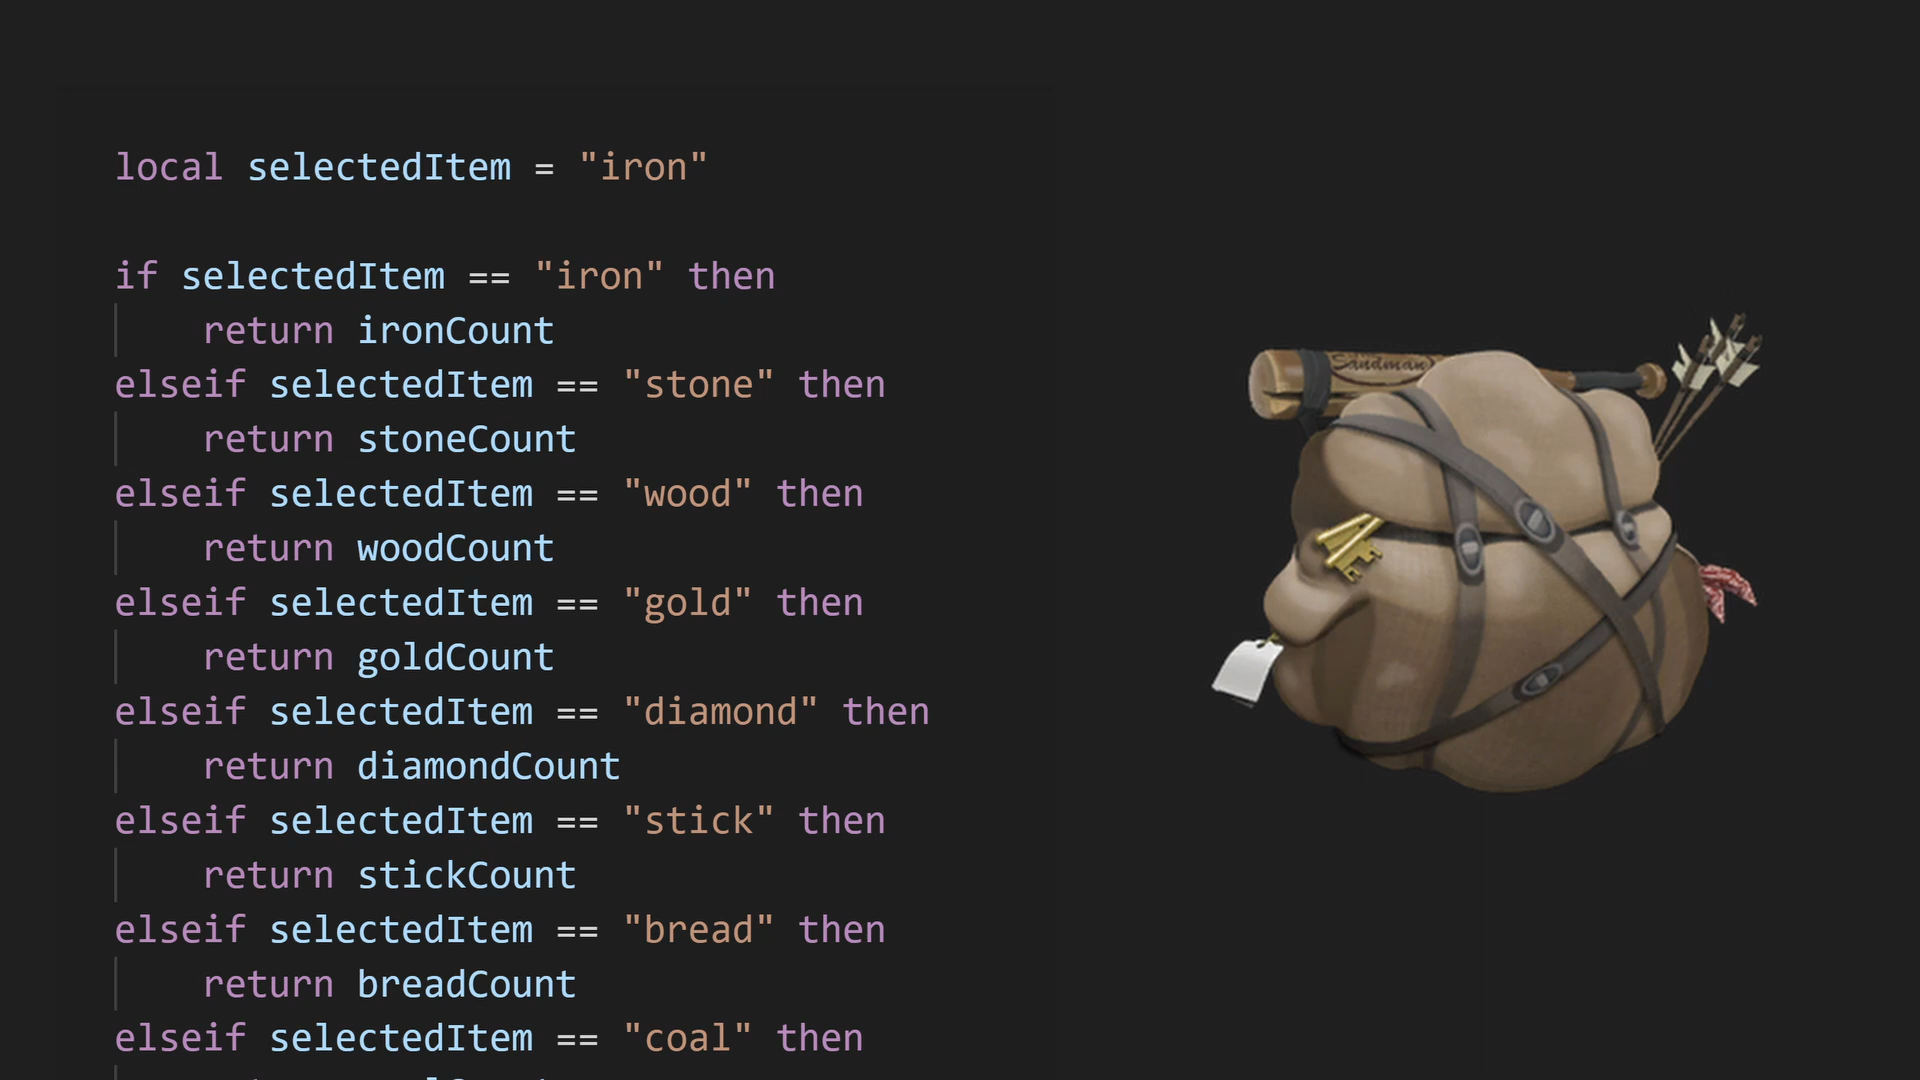 local selectedItem = "iron"
if selectedItem == "iron" then
return ironCount
elseif selectedItem == "stone" then
return stoneCount
elseif selectedItem == "wood" then
return woodCount
elseif selectedItem == "gold" then
return goldCount
elseif selectedItem == "diamond" then
return diamondCount
elseif selectedItem == "stick" then
return stickCount
elseif selectedItem == "bread" then
return breadCount
elseif selectedItem == "coal" then
Sandman